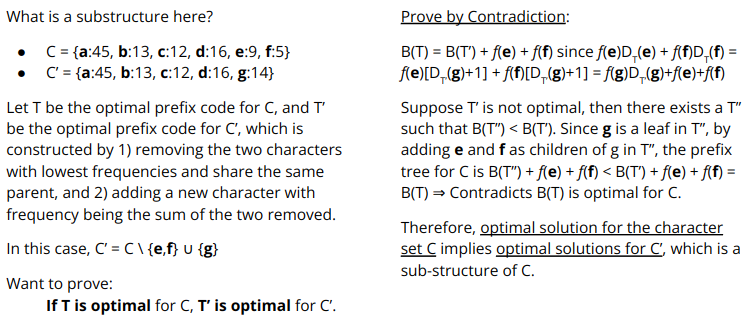 What is a substructure here?
● C = {a:45, b:13, c:12, d:16, e:9, f:5}
● C' = {a:45, b:13, c:12, d:16, g:14}
Let T be the optimal prefix code for C, and T'
be the optimal prefix code for C', which is
constructed by 1) removing the two characters
with lowest frequencies and share the same
parent, and 2) adding a new character with
frequency being the sum of the two removed.
In this case, C' = C \ {e,f} ∪ {g}
Want to prove:
If T is optimal for C, T' is optimal for C'.
Prove by Contradiction:
B(T) = B(T') + f(e) + f(f) since f(e)D_T(e) + f(f)D_T(f) =
f(e)[D_T'(g)+1] + f(f)[D_T'(g)+1] = f(g)D_T'(g)+f(e)+f(f)
Suppose T' is not optimal, then there exists a T"
such that B(T") < B(T'). Since g is a leaf in T", by
adding e and f as children of g in T", the prefix
tree for C is B(T") + f(e) + f(f) < B(T') + f(e) + f(f) =
B(T) ⇒ Contradicts B(T) is optimal for C.
Therefore, optimal solution for the character
set C implies optimal solutions for C', which is a
sub-structure of C.